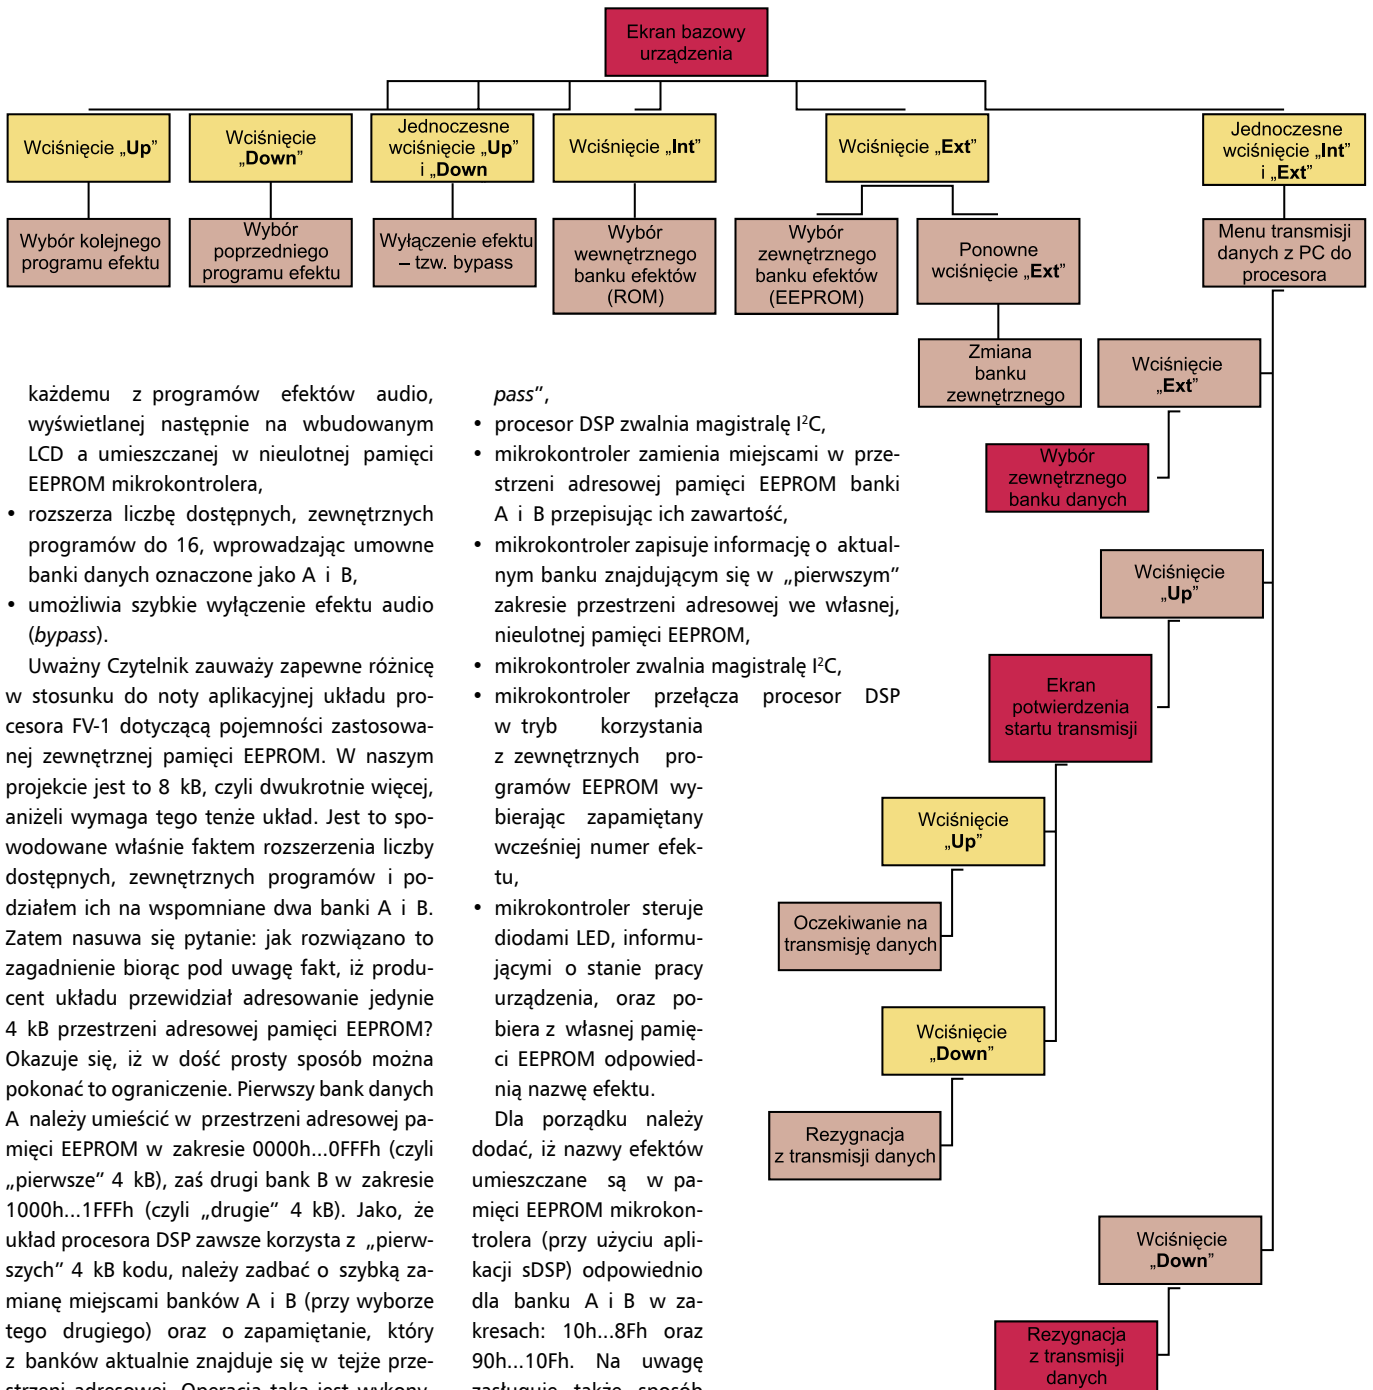 Ekran bazowy
urządzenia
Wciśnięcie „Up”
Wciśnięcie
„Down”
Jednoczesne
wciśnięcie „Up”
i „Down
Wciśnięcie „Int”
Wciśnięcie „Ext”
Jednoczesne
wciśnięcie „Int”
i „Ext”
Wybór kolejnego
programu efektu
Wybór
poprzedniego
programu efektu
Wyłączenie efektu
– tzw. bypass
Wybór
wewnętrznego
banku efektów
(ROM)
Wybór
zewnętrznego
banku efektów
(EEPROM)
Ponowne
wciśnięcie „Ext”
Menu transmisji
danych z PC do
procesora
Zmiana
banku
zewnętrznego
Wciśnięcie
„Ext”
Wybór
zewnętrznego
banku danych
Wciśnięcie
„Up”
Ekran
potwierdzenia
startu transmisji
Wciśnięcie
„Up”
Oczekiwanie na
transmisję danych
Wciśnięcie
„Down”
Rezygnacja
z transmisji danych
Wciśnięcie
„Down”
Rezygnacja
z transmisji
danych
każdemu z programów efektów audio,
wyświetlanej następnie na wbudowanym
LCD a umieszczanej w nieulotnej pamięci
EEPROM mikrokontrolera,
• rozszerza liczbę dostępnych, zewnętrznych
programów do 16, wprowadzając umowne
banki danych oznaczone jako A i B,
• umożliwia szybkie wyłączenie efektu audio
(bypass).
Uważny Czytelnik zauważy zapewne różnicę
w stosunku do noty aplikacyjnej układu pro-
cesora FV-1 dotyczącą pojemności zastosowa-
nej zewnętrznej pamięci EEPROM. W naszym
projekcie jest to 8 kB, czyli dwukrotnie więcej,
aniżeli wymaga tego tenże układ. Jest to spo-
wodowane właśnie faktem rozszerzenia liczby
dostępnych, zewnętrznych programów i po-
działem ich na wspomniane dwa banki A i B.
Zatem nasuwa się pytanie: jak rozwiązano to
zagadnienie biorąc pod uwagę fakt, iż produ-
cent układu przewidział adresowanie jedynie
4 kB przestrzeni adresowej pamięci EEPROM?
Okazuje się, iż w dość prosty sposób można
pokonać to ograniczenie. Pierwszy bank danych
A należy umieścić w przestrzeni adresowej pa-
mięci EEPROM w zakresie 0000h...0FFFh (czyli
„pierwsze” 4 kB), zaś drugi bank B w zakresie
1000h...1FFFh (czyli „drugie” 4 kB). Jako, że
układ procesora DSP zawsze korzysta z „pierw-
szych” 4 kB kodu, należy zadbać o szybką za-
mianę miejscami banków A i B (przy wyborze
tego drugiego) oraz o zapamiętanie, który
z banków aktualnie znajduje się w tejże prze-
strzeni adresowej. Operacja taka jest wykony-
pass”,
• procesor DSP zwalnia magistralę I²C,
• mikrokontroler zamienia miejscami w prze-
strzeni adresowej pamięci EEPROM banki
A i B przepisując ich zawartość,
• mikrokontroler zapisuje informację o aktual-
nym banku znajdującym się w „pierwszym”
zakresie przestrzeni adresowej we własnej,
nieulotnej pamięci EEPROM,
• mikrokontroler zwalnia magistralę I²C,
• mikrokontroler przełącza procesor DSP
w tryb korzystania
z zewnętrznych pro-
gramów EEPROM wy-
bierając zapamiętany
wcześniej numer efek-
tu,
• mikrokontroler steruje
diodami LED, informu-
jącymi o stanie pracy
urządzenia, oraz po-
biera z własnej pamię-
ci EEPROM odpowied-
nią nazwę efektu.
Dla porządku należy
dodać, iż nazwy efektów
umieszczane są w pa-
mięci EEPROM mikrokon-
trolera (przy użyciu apli-
kacji sDSP) odpowiednio
dla banku A i B w za-
kresach: 10h...8Fh oraz
90h...10Fh. Na uwagę
zasługuje także sposób